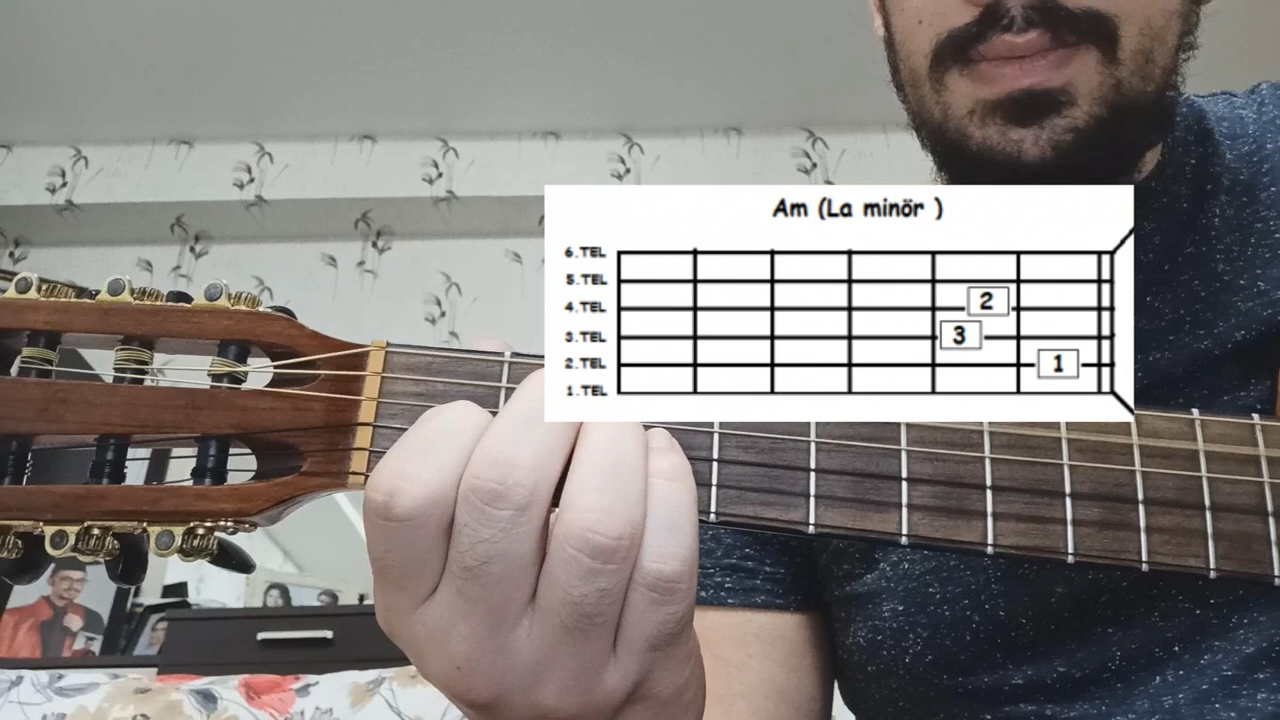 Am (La minör )
6.TEL
5.TEL
4.TEL
2
3.TEL
3
2.TEL
1
1.TEL